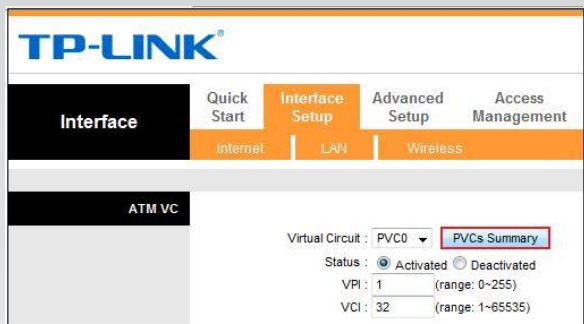 TP-LINK®
Interface
Quick Start
Interface Setup
Advanced Setup
Access Management
Internet
LAN
Wireless
ATM VC
Virtual Circuit : PVC0 PVCs Summary
Status : Activated Deactivated
VPI : 1 (range: 0~255)
VCI : 32 (range: 1~65535)